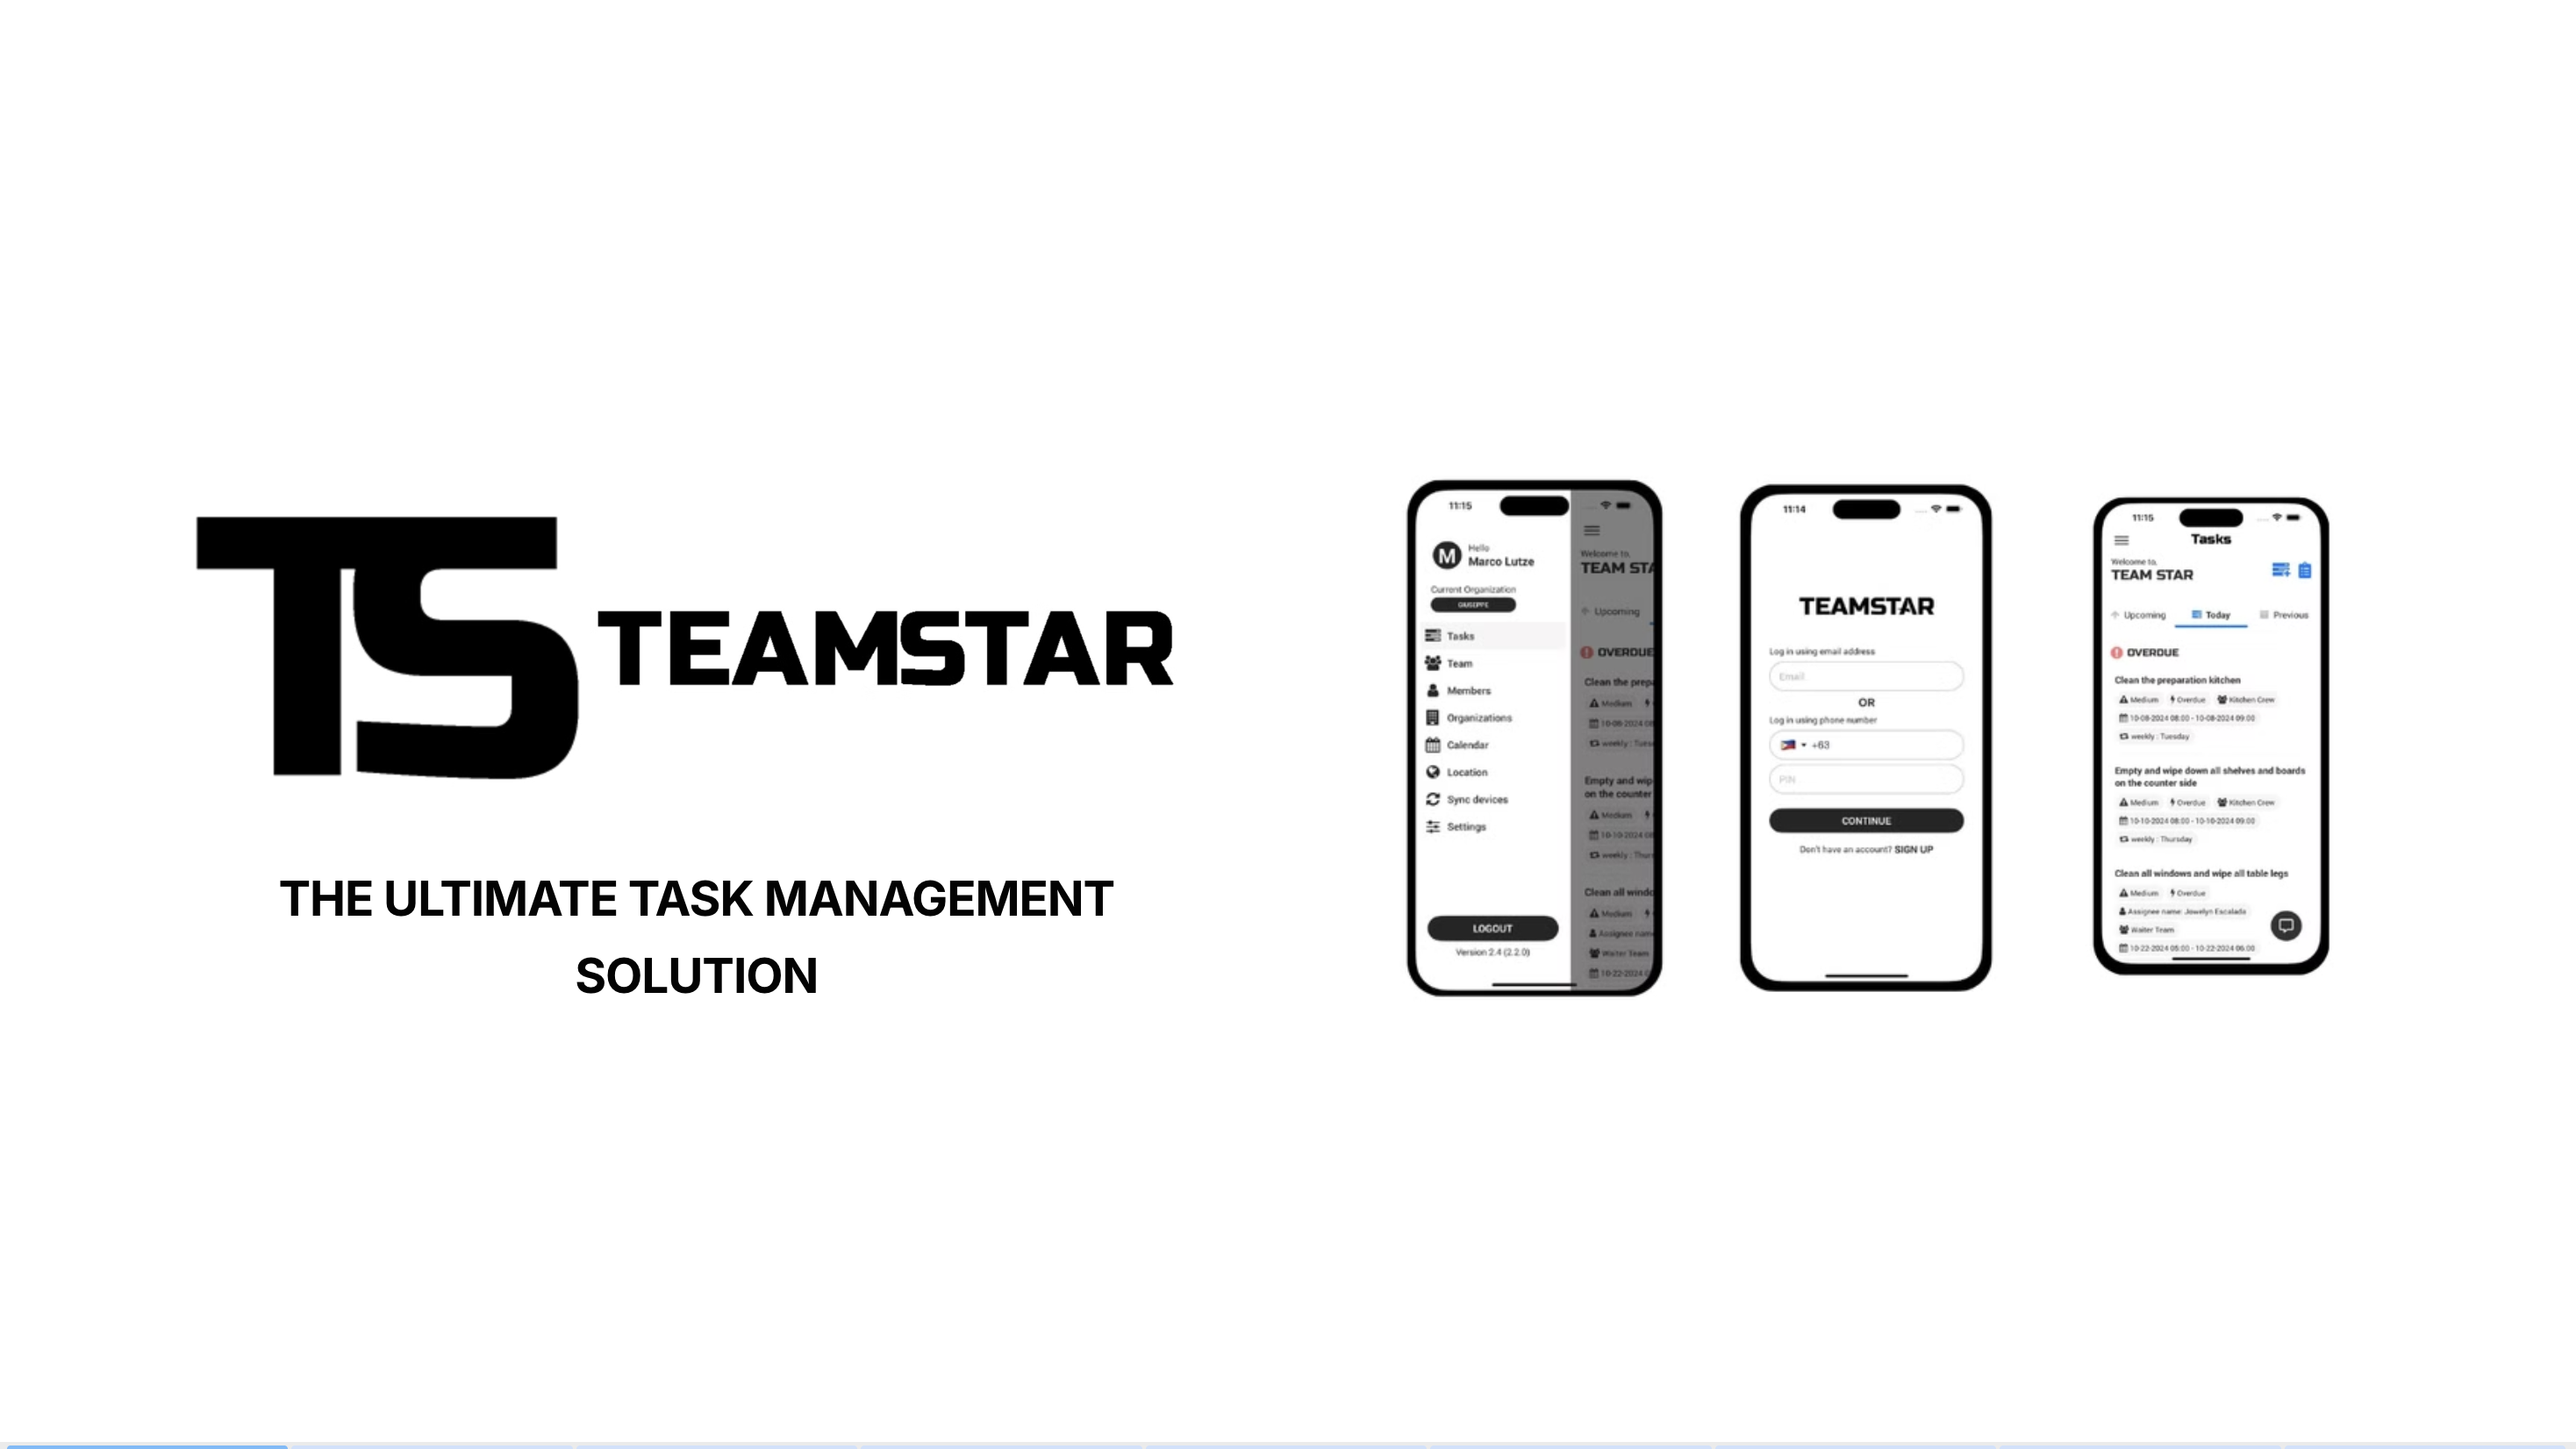 TS TEAMSTAR
THE ULTIMATE TASK MANAGEMENT
SOLUTION
11:15
M
Hello
Marco Lutze
Current Organization
GIUSEPPE
Tasks
Team
Members
Organizations
Calendar
Location
Sync devices
Settings
LOGOUT
Version 2.4 (2.2.0)
Welcome to,
TEAM STA
Upcoming
OVERDUE
Clean the prep
Medium
10-08-2024 08
weekly : Tues
Empty and wip
on the counter
Medium
10-10-2024 08
weekly : Thur
Clean all windo
Medium
Assignee name
Waiter Team
10-22-2024 0
11:14
TEAMSTAR
Log in using email address
Email
OR
Log in using phone number
+63
PIN
CONTINUE
Don't have an account? SIGN UP
11:15
Tasks
Welcome to,
TEAM STAR
Upcoming Today Previous
OVERDUE
Clean the preparation kitchen
Medium Overdue Kitchen Crew
10-08-2024 08:00 - 10-08-2024 09:00
weekly : Tuesday
Empty and wipe down all shelves and boards
on the counter side
Medium Overdue Kitchen Crew
10-10-2024 08:00 - 10-10-2024 09:00
weekly : Thursday
Clean all windows and wipe all table legs
Medium Overdue
Assignee name: Jowelyn Escalada
Waiter Team
10-22-2024 05:00 - 10-22-2024 06:00